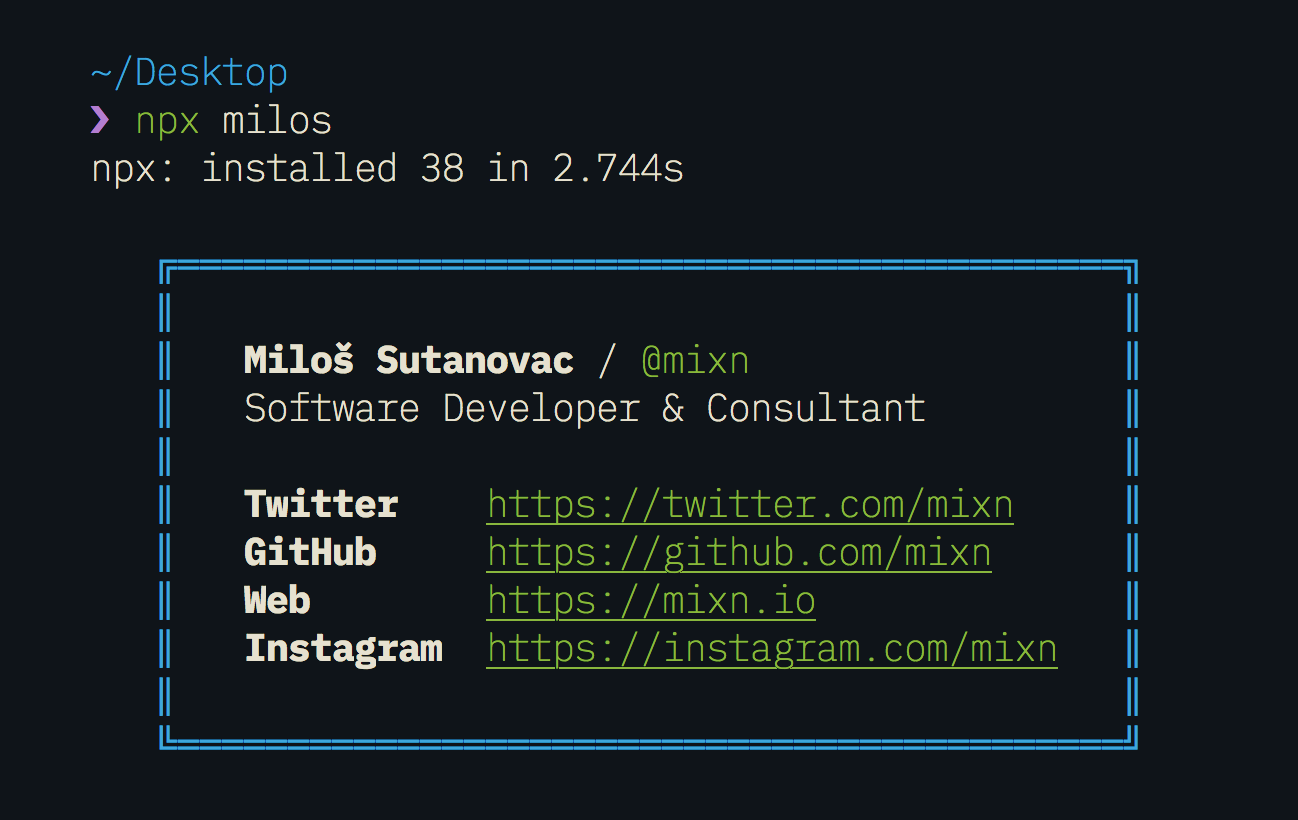 ~/Desktop
❯ npx milos
npx: installed 38 in 2.744s
Miloš Sutanovac / @mixn
Software Developer & Consultant
Twitter https://twitter.com/mixn
GitHub https://github.com/mixn
Web https://mixn.io
Instagram https://instagram.com/mixn